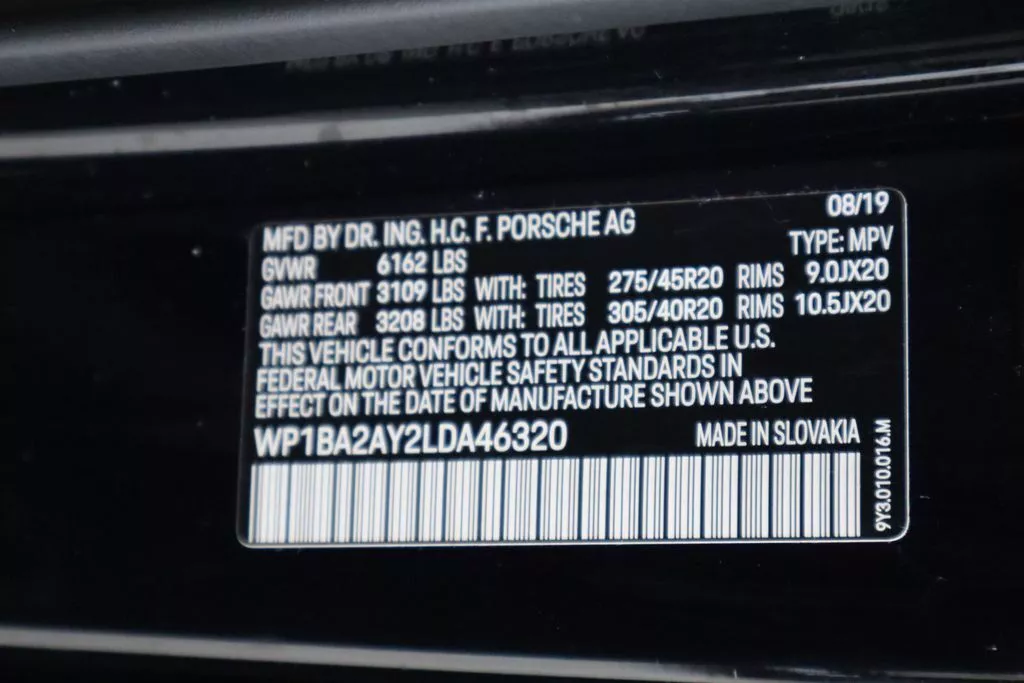 MFD BY DR. ING. H.C. F. PORSCHE AG 08/19
GVWR 6162 LBS TYPE: MPV
GAWR FRONT 3109 LBS WITH: TIRES 275/45R20 RIMS 9.0JX20
GAWR REAR 3208 LBS WITH: TIRES 305/40R20 RIMS 10.5JX20
THIS VEHICLE CONFORMS TO ALL APPLICABLE U.S.
FEDERAL MOTOR VEHICLE SAFETY STANDARDS IN
EFFECT ON THE DATE OF MANUFACTURE SHOWN ABOVE
WP1BA2AY2LDA46320 MADE IN SLOVAKIA
9Y3.010.016.M